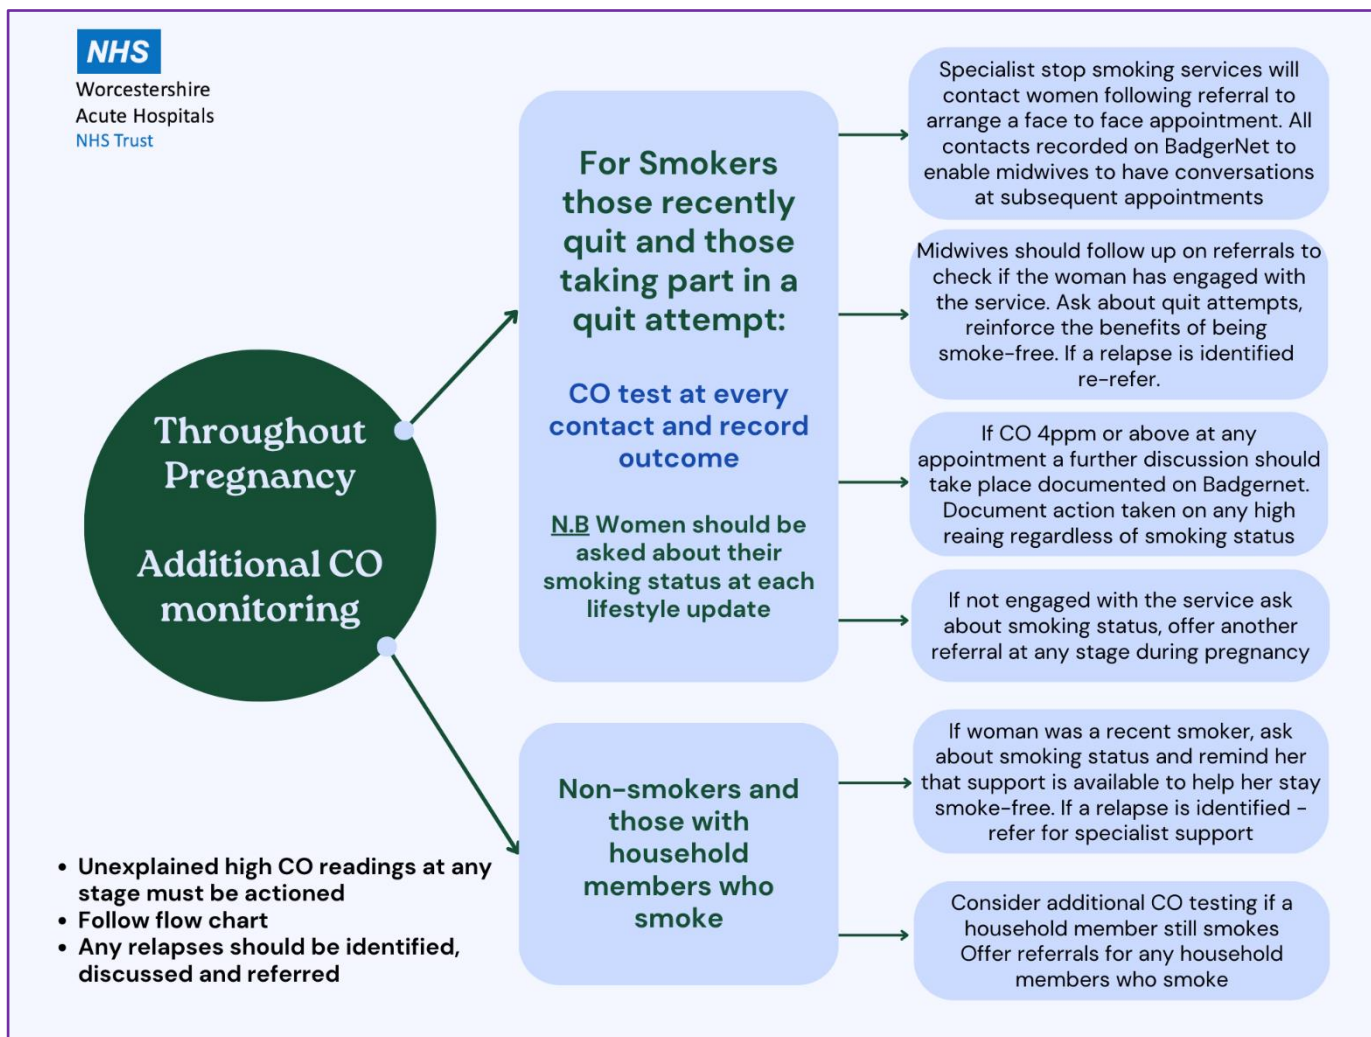 NHS
Worcestershire
Acute Hospitals
NHS Trust
Throughout
Pregnancy
Additional CO
monitoring
For Smokers
those recently
quit and those
taking part in a
quit attempt:
CO test at every
contact and record
outcome
N.B Women should be
asked about their
smoking status at each
lifestyle update
Specialist stop smoking services will
contact women following referral to
arrange a face to face appointment. All
contacts recorded on BadgerNet to
enable midwives to have conversations
at subsequent appointments
Midwives should follow up on referrals to
check if the woman has engaged with
the service. Ask about quit attempts,
reinforce the benefits of being
smoke-free. If a relapse is identified
re-refer.
If CO 4ppm or above at any
appointment a further discussion should
take place documented on Badgernet.
Document action taken on any high
reaing regardless of smoking status
If not engaged with the service ask
about smoking status, offer another
referral at any stage during pregnancy
Non-smokers and
those with
household
members who
smoke
If woman was a recent smoker, ask
about smoking status and remind her
that support is available to help her stay
smoke-free. If a relapse is identified -
refer for specialist support
Consider additional CO testing if a
household member still smokes
Offer referrals for any household
members who smoke
• Unexplained high CO readings at any
stage must be actioned
• Follow flow chart
• Any relapses should be identified,
discussed and referred